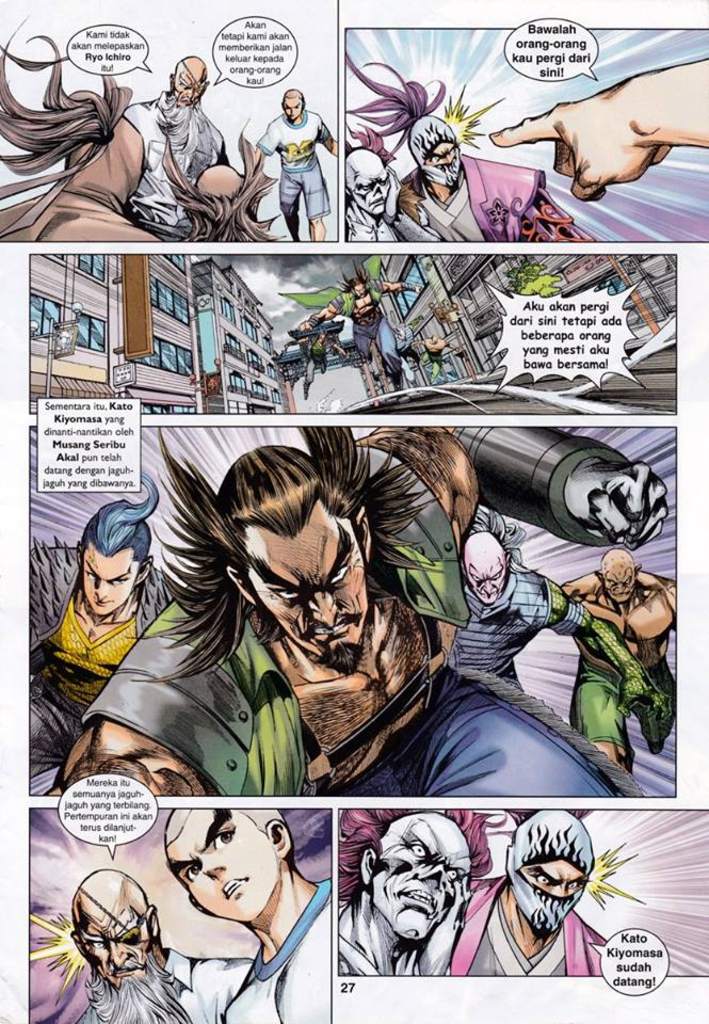 Kami tidak
akan melepaskan
Ryo Ichiro
itu!
Akan
tetapi kami akan
memberikan jalan
keluar kepada
orang-orang
kau!
Bawalah
orang-orang
kau pergi dari
sini!
Aku akan pergi
dari sini tetapi ada
beberapa orang
yang mesti aku
bawa bersama!
Sementara itu, Kato
Kiyomasa yang
dinanti-nantikan oleh
Musang Seribu
Akal pun telah
datang dengan jaguh-
jaguh yang dibawanya.
Mereka itu
semuanya jaguh-
jaguh yang terbilang.
Pertempuran ini akan
terus dilanjut-
kan!
Kato
Kiyomasa
sudah
datang!
27